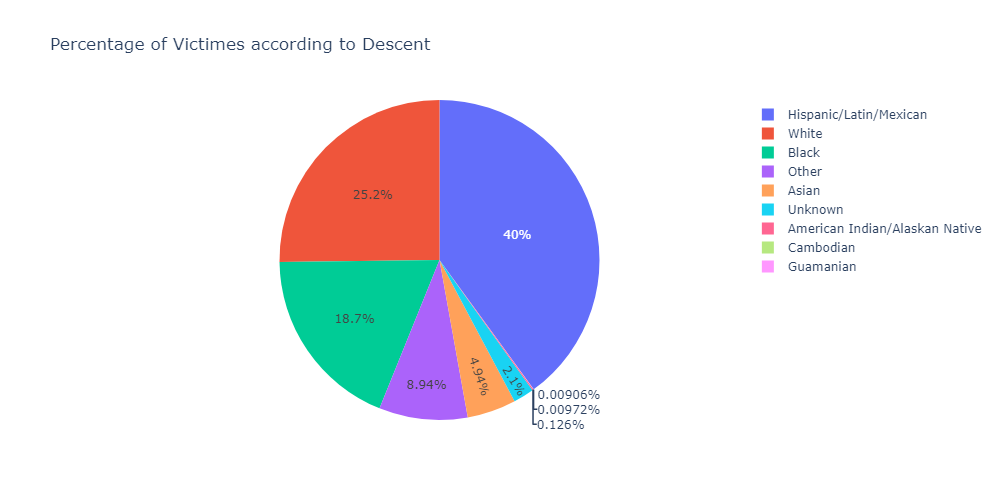 Percentage of Victimes according to Descent
Hispanic/Latin/Mexican
White
Black
Other
Asian
Unknown
American Indian/Alaskan Native
Cambodian
Guamanian
25.2%
40%
18.7%
8.94%
4.94%
2.1%
0.00906%
0.00972%
0.126%